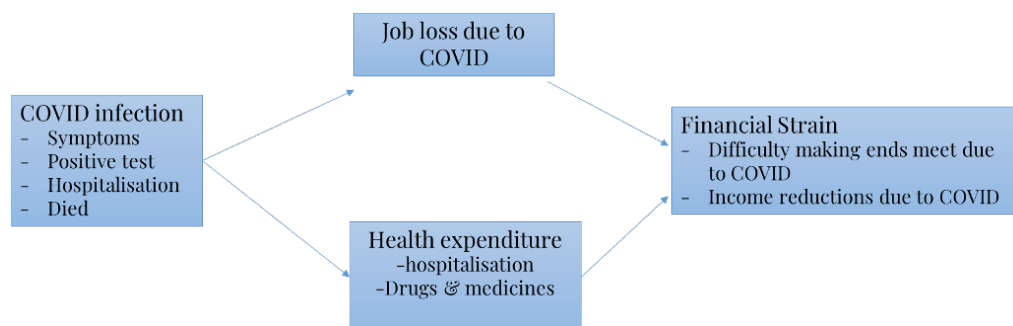 Job loss due to
COVID
COVID infection
- Symptoms
- Positive test
- Hospitalisation
- Died
Financial Strain
- Difficulty making ends meet due
to COVID
- Income reductions due to COVID
Health expenditure
-hospitalisation
-Drugs & medicines